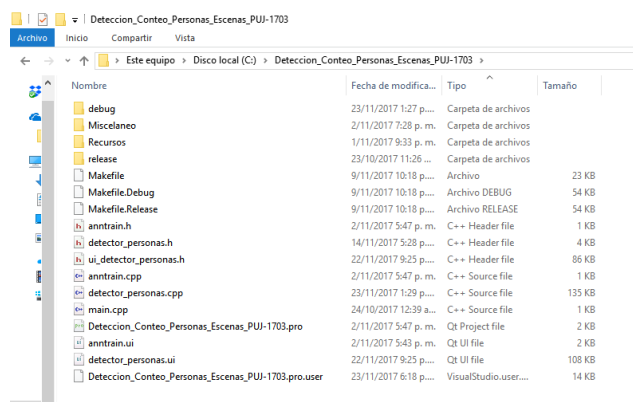 Deteccion_Conteo_Personas_Escenas_PUJ-1703
Archivo Inicio Compartir Vista
Este equipo > Disco local (C:) > Deteccion_Conteo_Personas_Escenas_PUJ-1703 >
Nombre Fecha de modifica... Tipo Tamaño
debug 23/11/2017 1:27 p.... Carpeta de archivos
Miscelaneo 2/11/2017 7:28 p. m. Carpeta de archivos
Recursos 1/11/2017 9:33 p. m. Carpeta de archivos
release 23/10/2017 11:26 ... Carpeta de archivos
Makefile 9/11/2017 10:18 p.... Archivo 23 KB
Makefile.Debug 9/11/2017 10:18 p.... Archivo DEBUG 54 KB
Makefile.Release 9/11/2017 10:18 p.... Archivo RELEASE 54 KB
anntrain.h 2/11/2017 5:47 p. m. C++ Header file 1 KB
detector_personas.h 14/11/2017 5:28 p.... C++ Header file 4 KB
ui_detector_personas.h 22/11/2017 9:25 p.... C++ Header file 86 KB
anntrain.cpp 2/11/2017 5:47 p. m. C++ Source file 1 KB
detector_personas.cpp 23/11/2017 1:29 p.... C++ Source file 135 KB
main.cpp 24/10/2017 12:39 a... C++ Source file 1 KB
Deteccion_Conteo_Personas_Escenas_PUJ-1703.pro 2/11/2017 5:47 p. m. Qt Project file 2 KB
anntrain.ui 2/11/2017 5:43 p. m. Qt UI file 2 KB
detector_personas.ui 22/11/2017 9:25 p.... Qt UI file 108 KB
Deteccion_Conteo_Personas_Escenas_PUJ-1703.pro.user 23/11/2017 6:18 p.... VisualStudio.user.... 14 KB